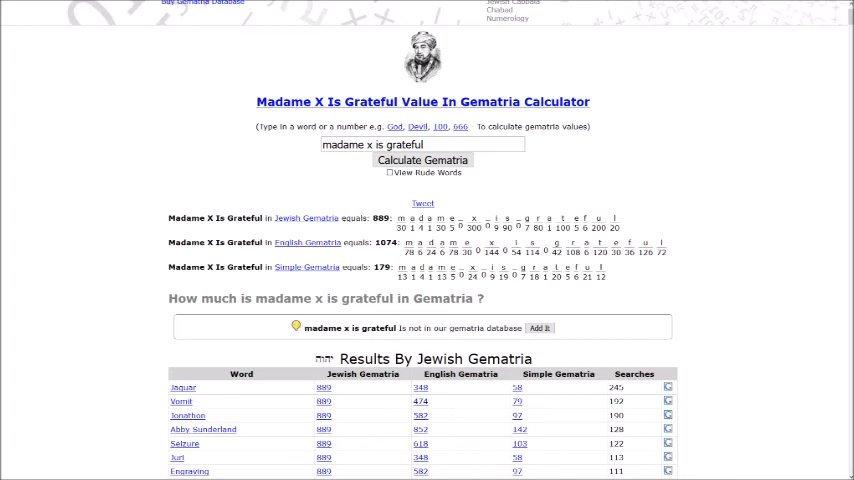 Buy Gematria Database
Jewish Cabbala
Chabad
Numerology
Madame X Is Grateful Value In Gematria Calculator
(Type in a word or a number e.g. God, Devil, 100, 666 - To calculate gematria values)
madame x is grateful
Calculate Gematria
View Rude Words
Tweet
Madame X Is Grateful in Jewish Gematria equals: 889: m a d a m e _ x _ i s _ g r a t e f u l
30 1 4 1 30 5 0 300 0 9 90 0 7 80 1 100 5 6 200 20
Madame X Is Grateful in English Gematria equals: 1074: m a d a m e x i s g r a t e f u l
78 6 24 6 78 30 0 144 0 54 114 0 42 108 6 120 30 36 126 72
Madame X Is Grateful in Simple Gematria equals: 179: m a d a m e _ x _ i s _ g r a t e f u l
13 1 4 1 13 5 0 24 0 9 19 0 7 18 1 20 5 6 21 12
How much is madame x is grateful in Gematria ?
madame x is grateful Is not in our gematria database Add It
יהוה Results By Jewish Gematria
Word Jewish Gematria English Gematria Simple Gematria Searches
Jaguar 889 348 58 245 G
Vomit 889 474 79 192 G
Jonathon 889 582 97 190 G
Abby Sunderland 889 852 142 128 G
Seizure 889 618 103 122 G
Juri 889 348 58 113 G
Engraving 889 582 97 111 G